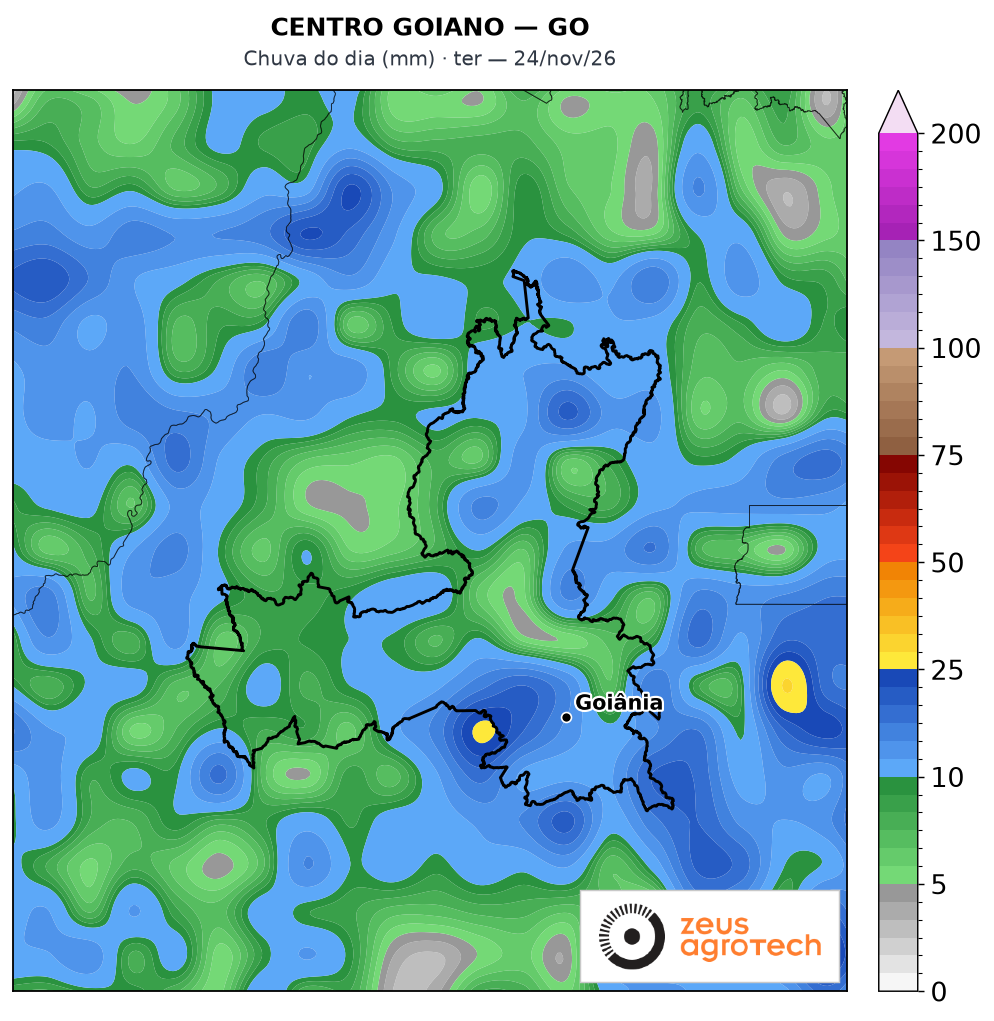 CENTRO GOIANO — GO
Chuva do dia (mm) · ter — 24/nov/26
200
150
100
75
50
25
10
5
0
Goiânia
zeus
agrotech